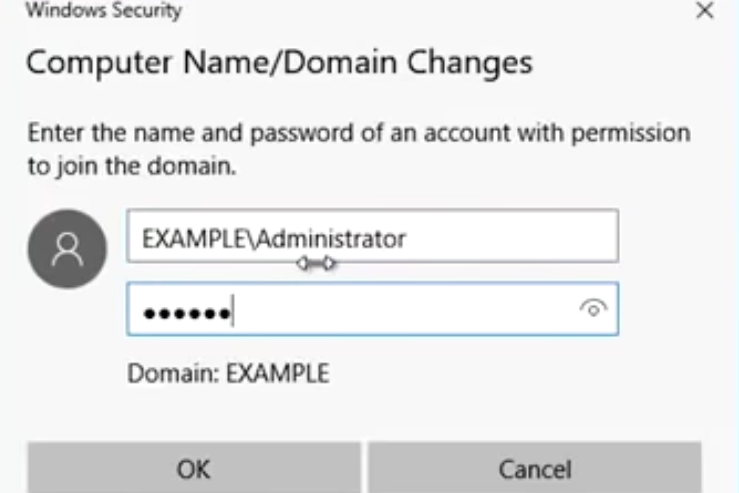 Windows Security
Computer Name/Domain Changes
Enter the name and password of an account with permission
to join the domain.
EXAMPLE\Administrator
••••••
Domain: EXAMPLE
OK
Cancel